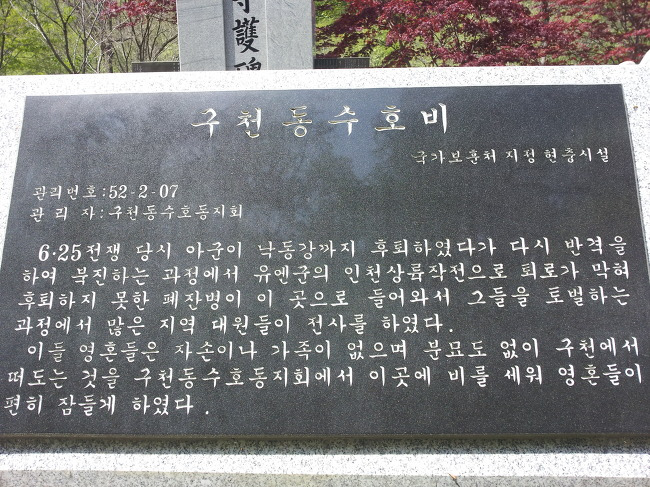 守護碑
구천동수호비
국가보훈처 지정 현충시설
관리번호:52-2-07
관 리 자:구천동수호동지회
6·25전쟁 당시 아군이 낙동강까지 후퇴하였다가 다시 반격을
하여 북진하는 과정에서 유엔군의 인천상륙작전으로 퇴로가 막혀
후퇴하지 못한 폐잔병이 이 곳으로 들어와서 그들을 토벌하는
과정에서 많은 지역 대원들이 전사를 하였다.
이들 영혼들은 자손이나 가족이 없으며 분묘도 없이 구천에서
떠도는 것을 구천동수호동지회에서 이곳에 비를 세워 영혼들이
편히 잠들게 하였다.